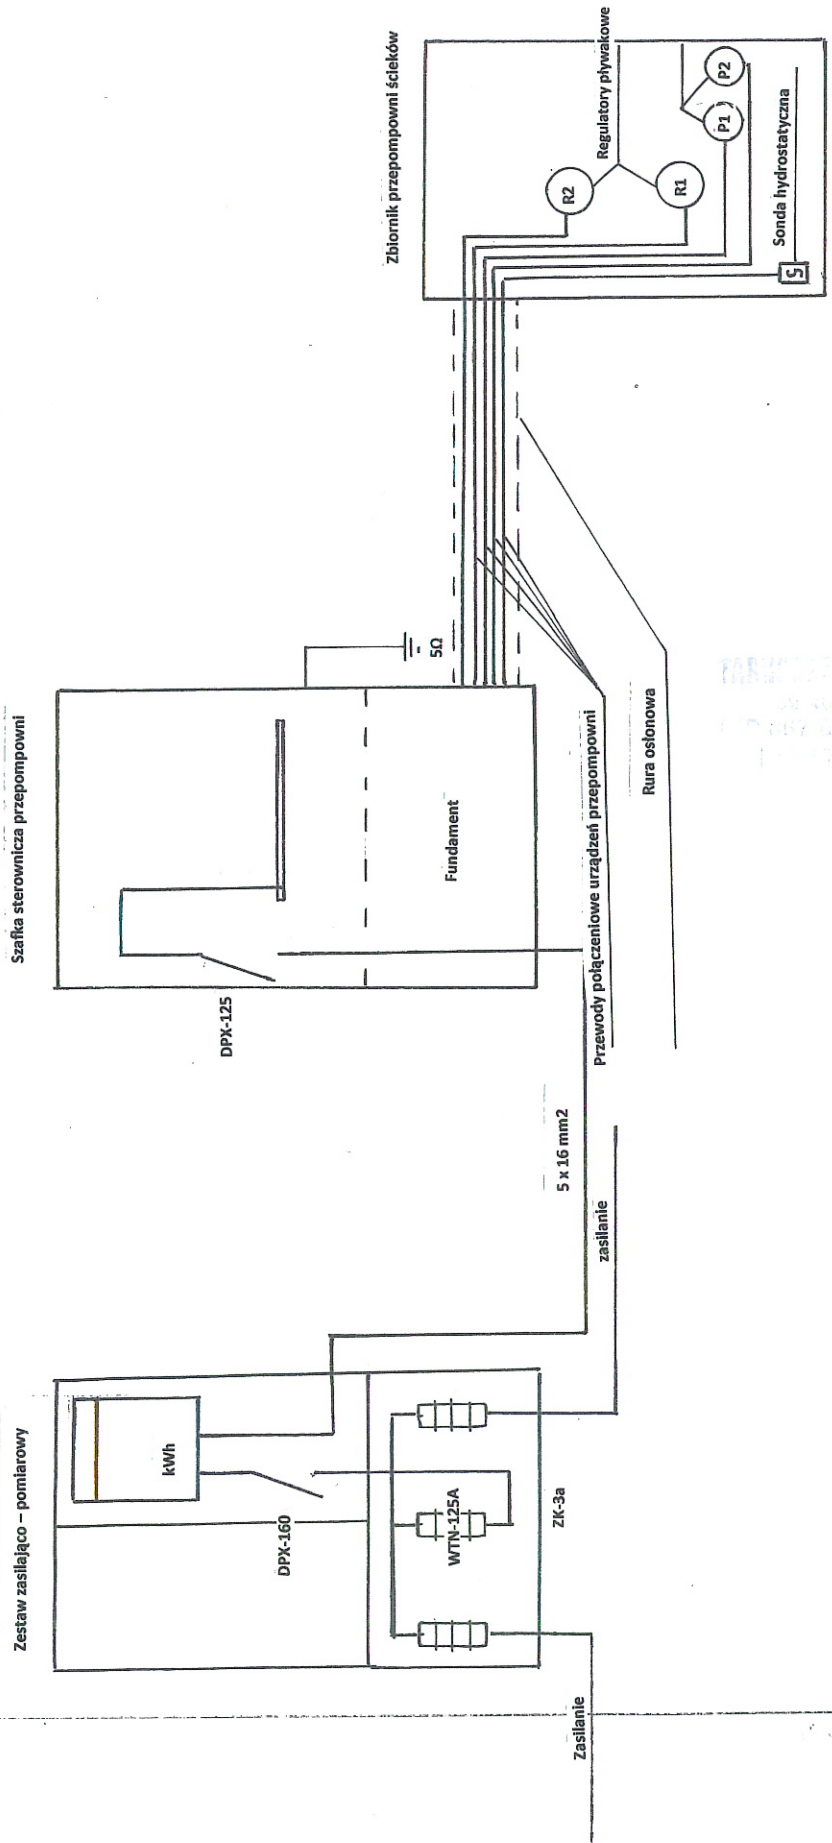 Zestaw zasilająco – pomiarowy
Szafka sterownicza przepompowni
Zbiornik przepompowni ścieków
kWh
DPX-160
WTN-125A
ZK-3a
Zasilanie
zasilanie
5 x 16 mm2
DPX-125
Fundament
5Ω
Przewody połączeniowe urządzeń przepompowni
Rura osłonowa
R2
R1
Regulatory pływakowe
P1
P2
Sonda hydrostatyczna
S